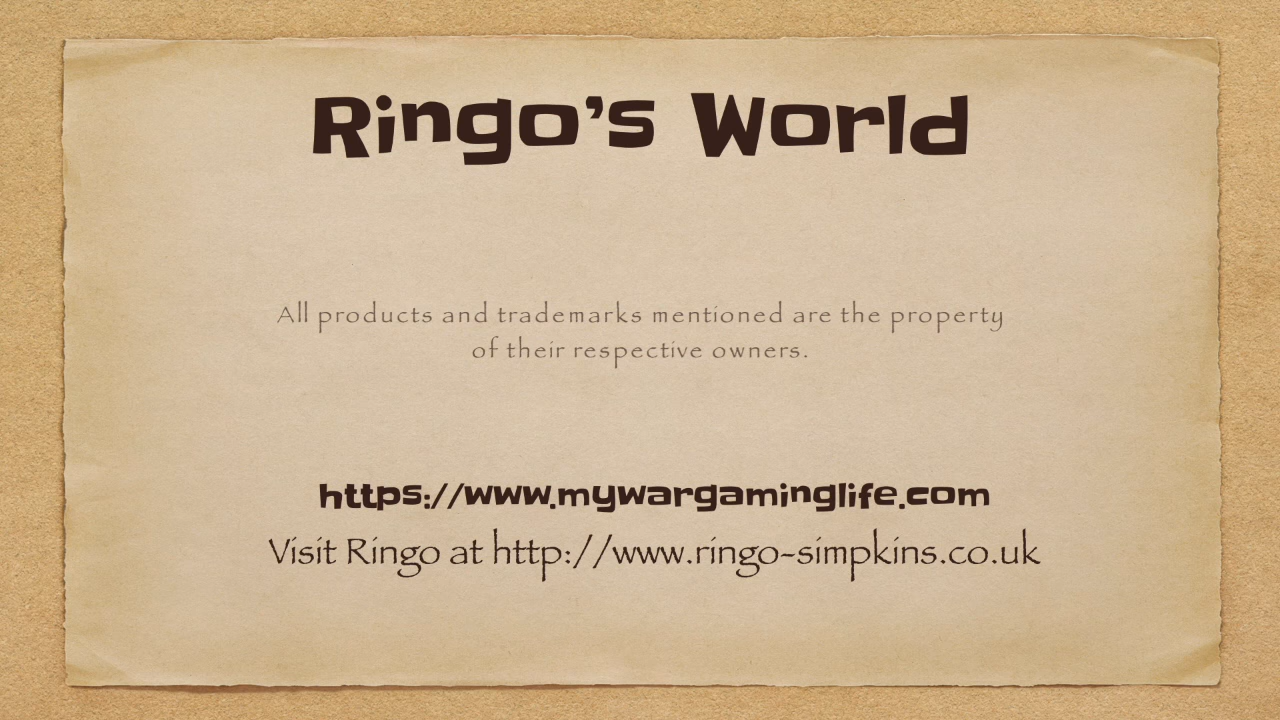 Ringo’s World
All products and trademarks mentioned are the property
of their respective owners.
https://www.mywargaminglife.com
Visit Ringo at http://www.ringo-simpkins.co.uk